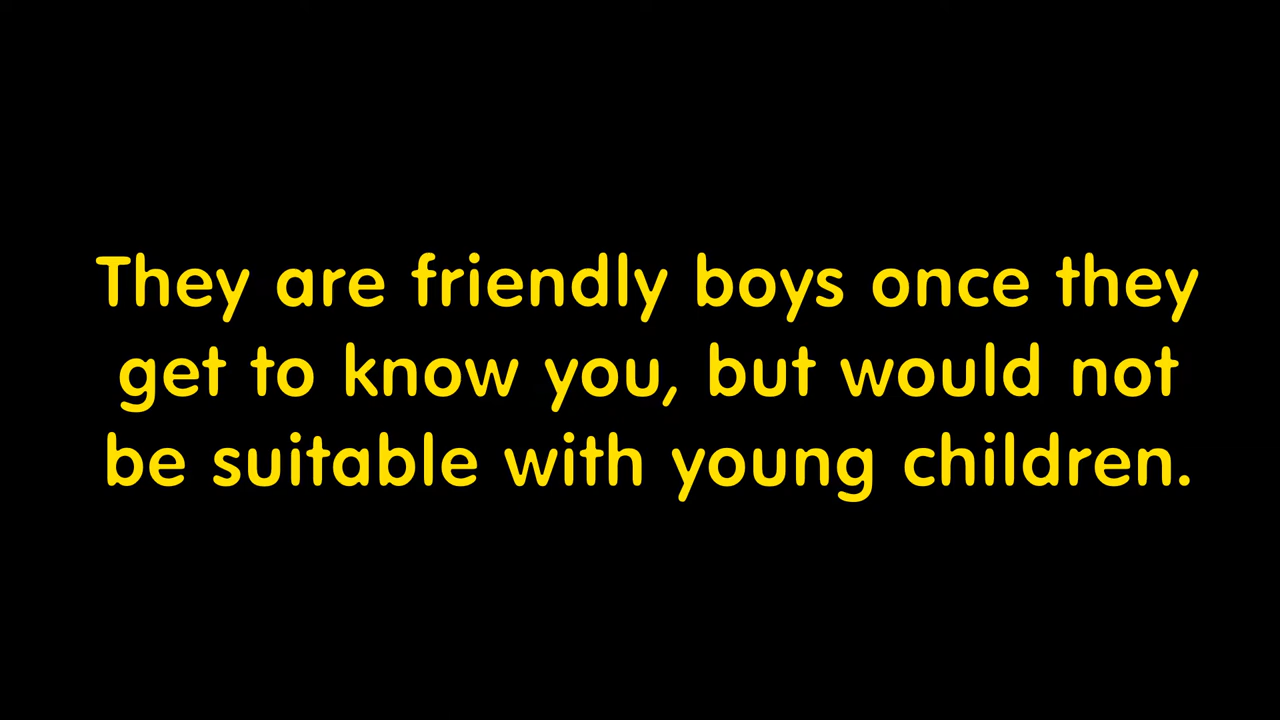 They are friendly boys once they
get to know you, but would not
be suitable with young children.